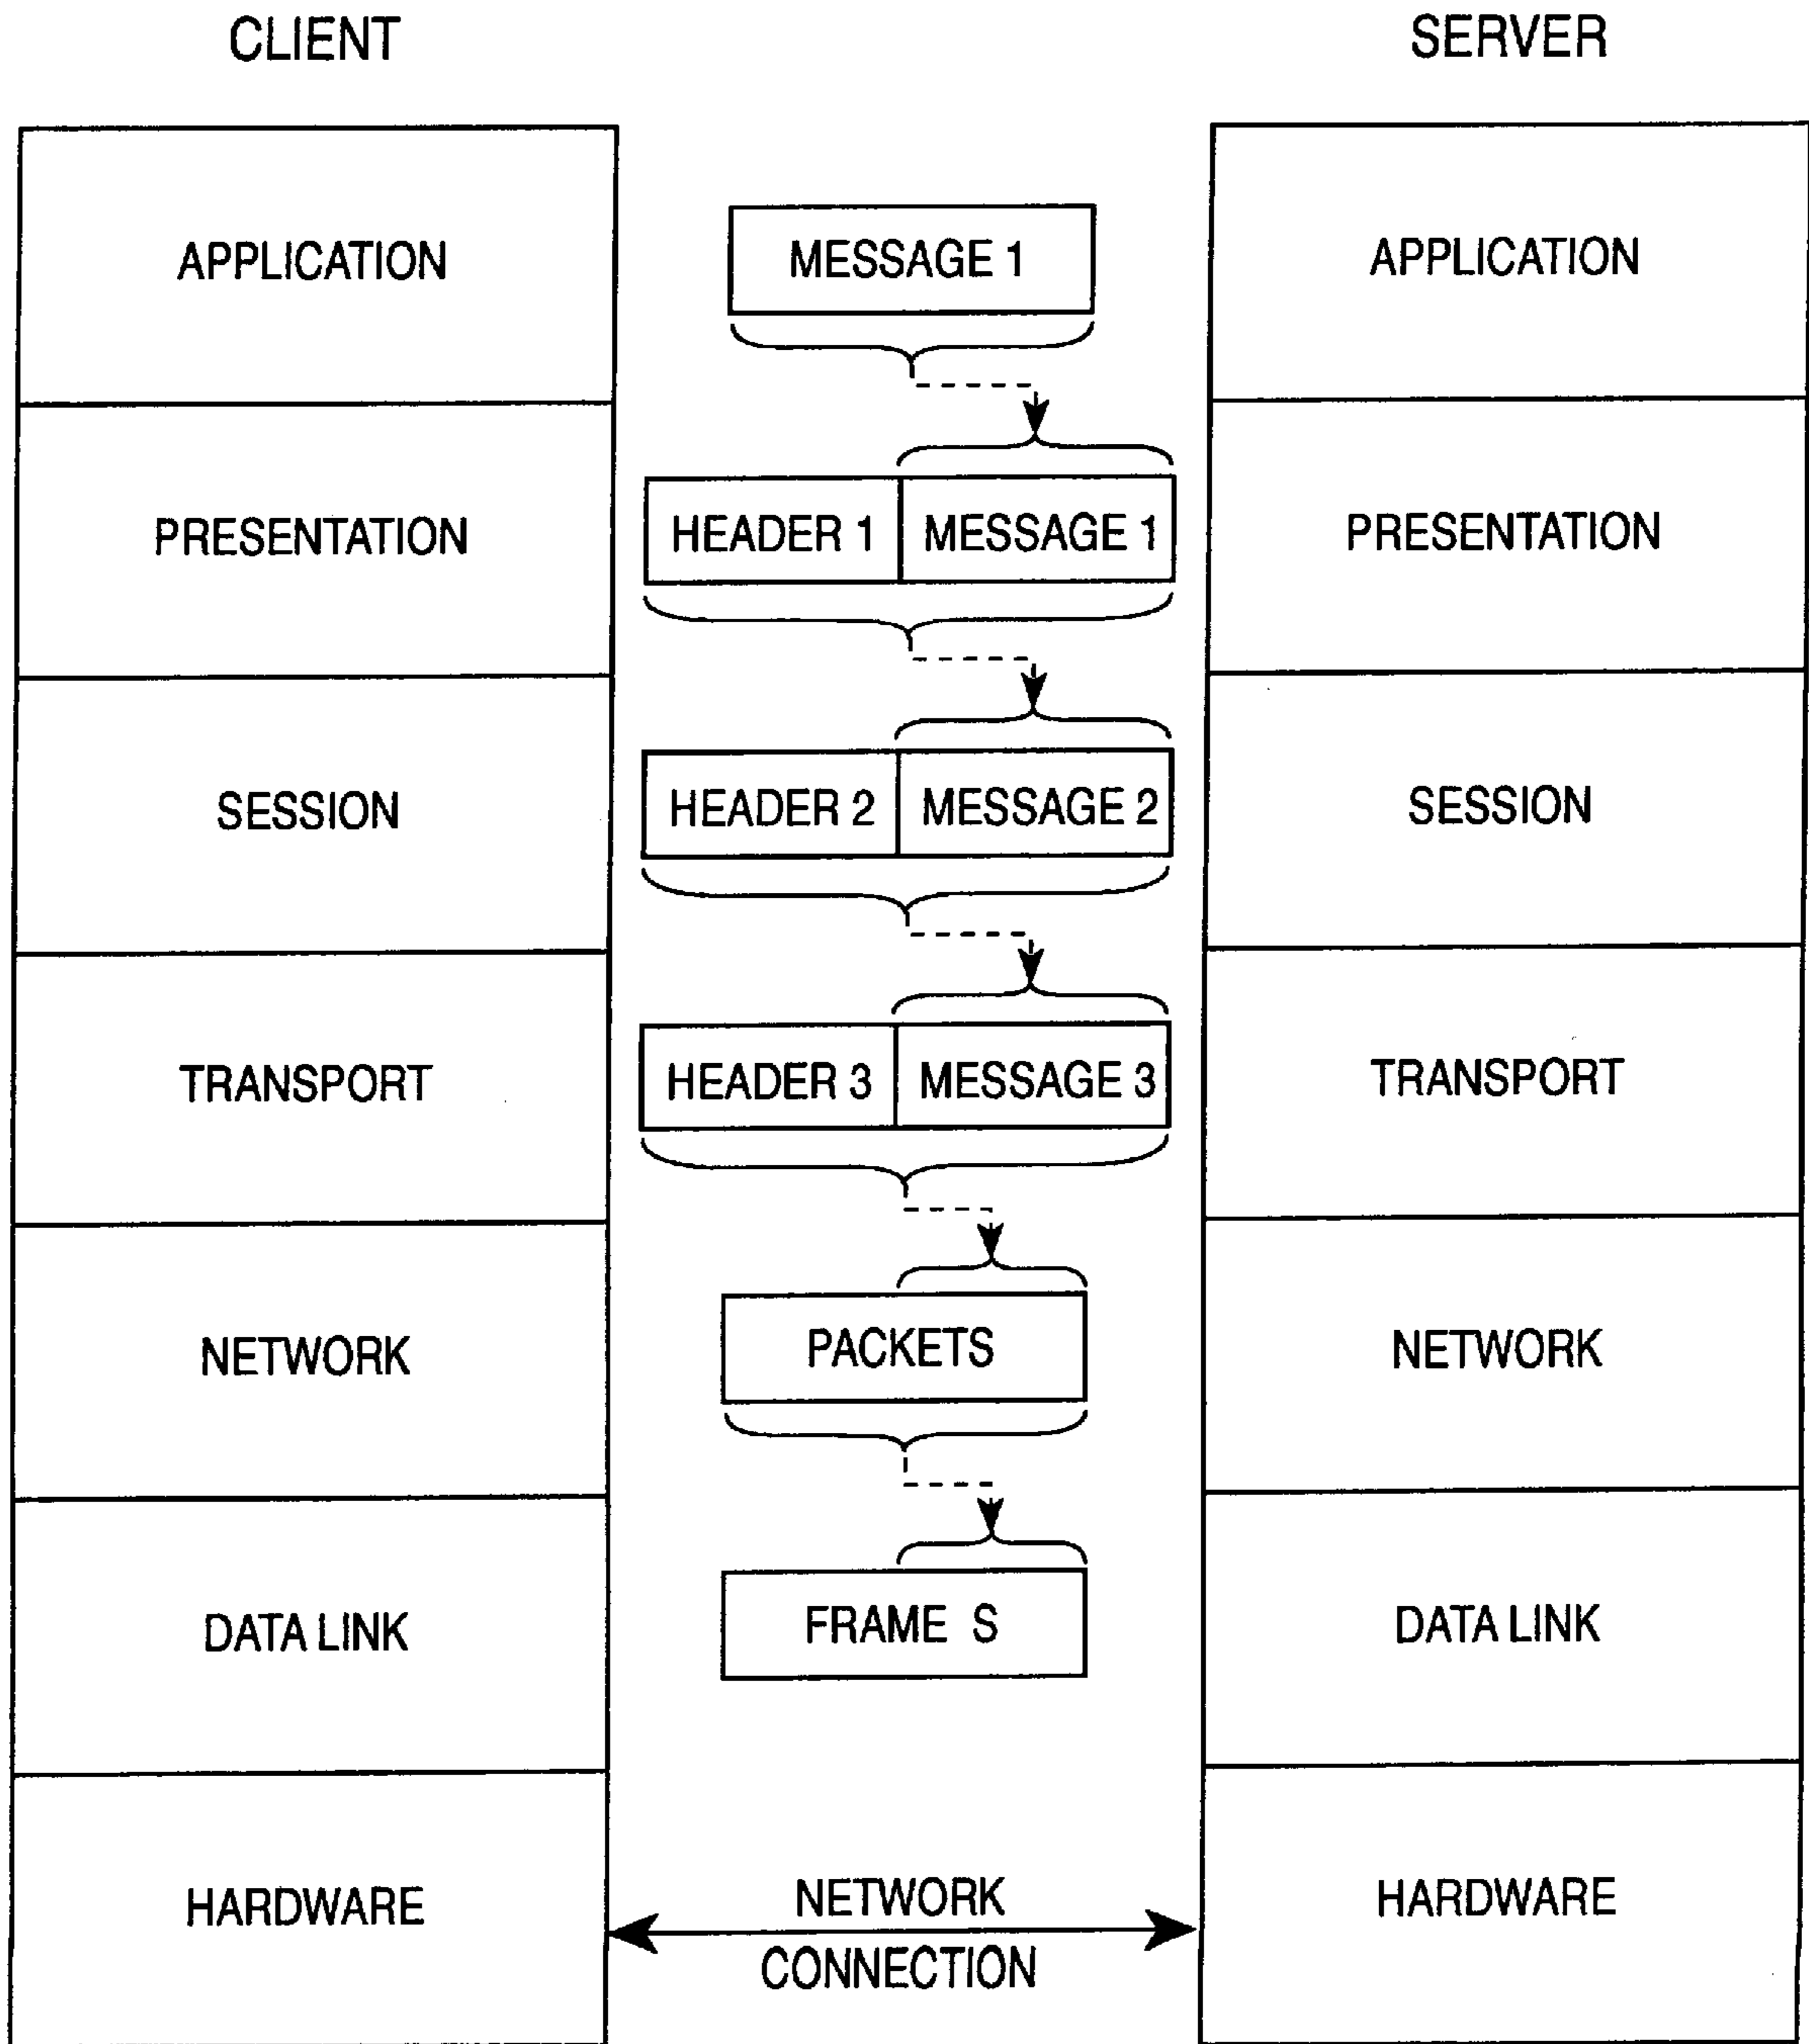 CLIENT
SERVER
APPLICATION
MESSAGE 1
APPLICATION
PRESENTATION
HEADER 1
MESSAGE 1
PRESENTATION
SESSION
HEADER 2
MESSAGE 2
SESSION
TRANSPORT
HEADER 3
MESSAGE 3
TRANSPORT
NETWORK
PACKETS
NETWORK
DATA LINK
FRAME S
DATA LINK
HARDWARE
NETWORK
CONNECTION
HARDWARE